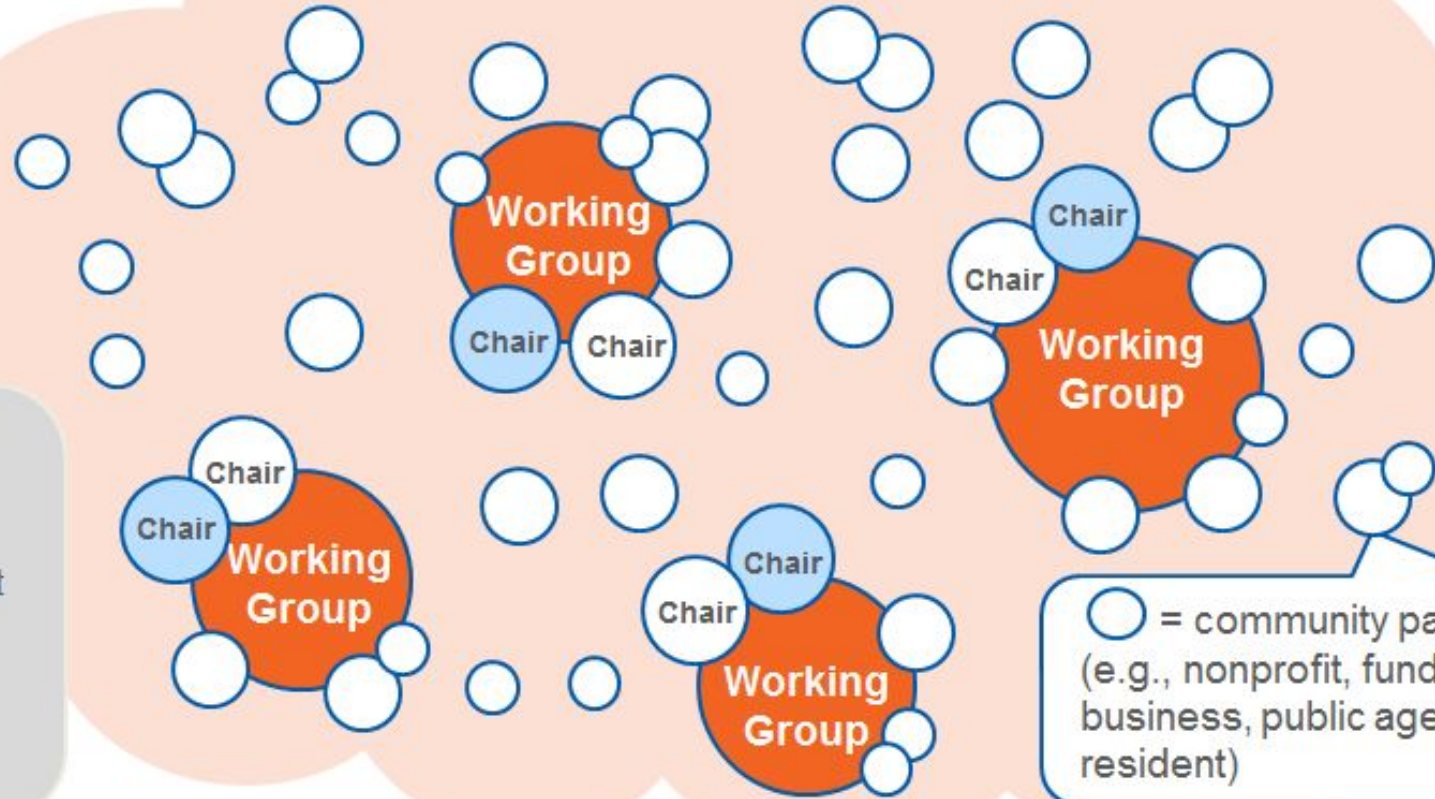 Working
Group
Chair
Chair
Chair
Chair
Working
Group
Chair
Chair
Working
Group
Chair
Chair
Working
Group
t
= community pa
(e.g., nonprofit, fund
business, public age
resident)